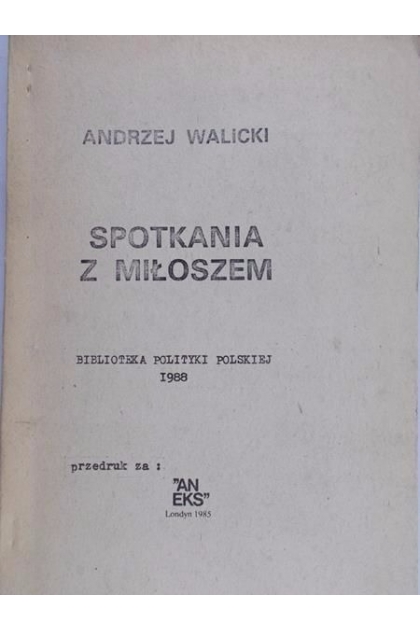 ANDRZEJ WALICKI
SPOTKANIA
Z MIŁOSZEM
BIBLIOTEKA POLITYKI POLSKIEJ
1988
przedruk za :
"AN
EKS"
Londyn 1985